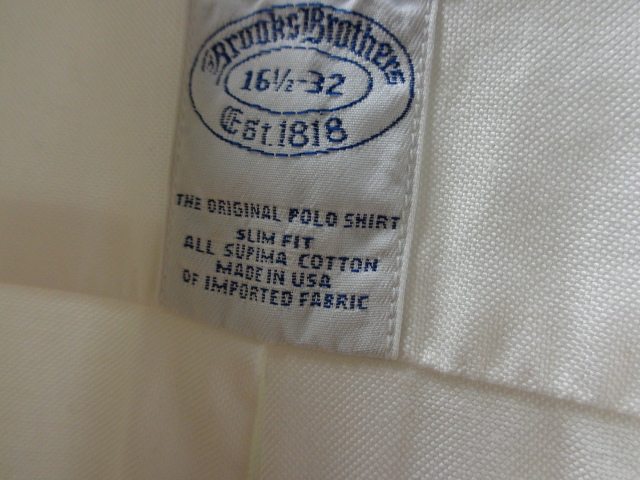 Brooks Brothers
16½-32
Est. 1818
THE ORIGINAL POLO SHIRT
SLIM FIT
ALL SUPIMA COTTON
MADE IN USA
OF IMPORTED FABRIC